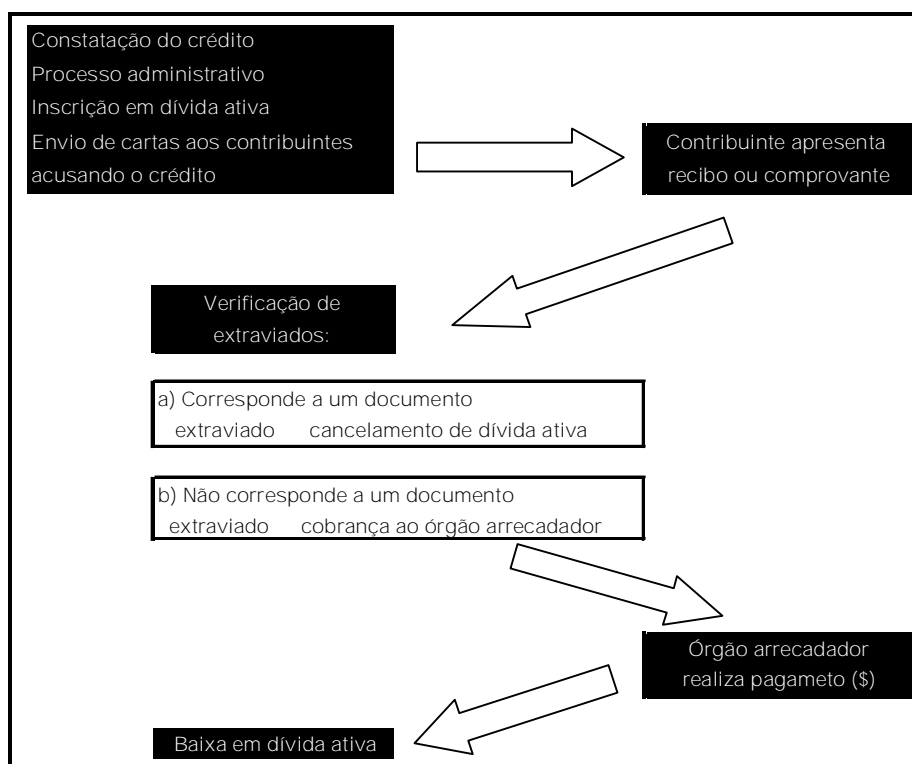 Constatação do crédito
Processo administrativo
Inscrição em dívida ativa
Envio de cartas aos contribuintes
acusando o crédito
Contribuinte apresenta
recibo ou comprovante
Verificação de
extraviados:
a) Corresponde a um documento
extraviado cancelamento de dívida ativa
b) Não corresponde a um documento
extraviado cobrança ao órgão arrecadador
Órgão arrecadador
realiza pagameto ($)
Baixa em dívida ativa